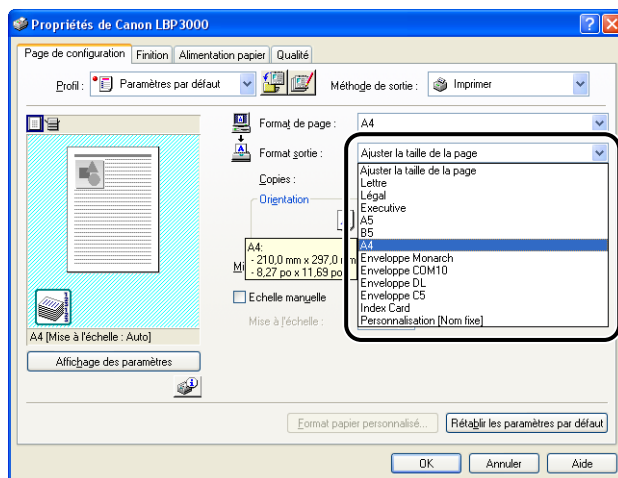 Propriétés de Canon LBP3000
Page de configuration Finition Alimentation papier Qualité
Profil : Paramètres par défaut Méthode de sortie : Imprimer
Format de page : A4
Format sortie : Ajuster la taille de la page
Ajuster la taille de la page
Lettre
Légal
Executive
A5
B5
A4
Enveloppe Monarch
Enveloppe COM10
Enveloppe DL
Enveloppe C5
Index Card
Personnalisation [Nom fixe]
Copies :
Orientation
A4:
- 210,0 mm x 297,0 mm
- 8,27 po x 11,69 po
Echelle manuelle
Mise à l'échelle :
A4 [Mise à l'échelle : Auto]
Affichage des paramètres
Format papier personnalisé... Rétablir les paramètres par défaut
OK Annuler Aide